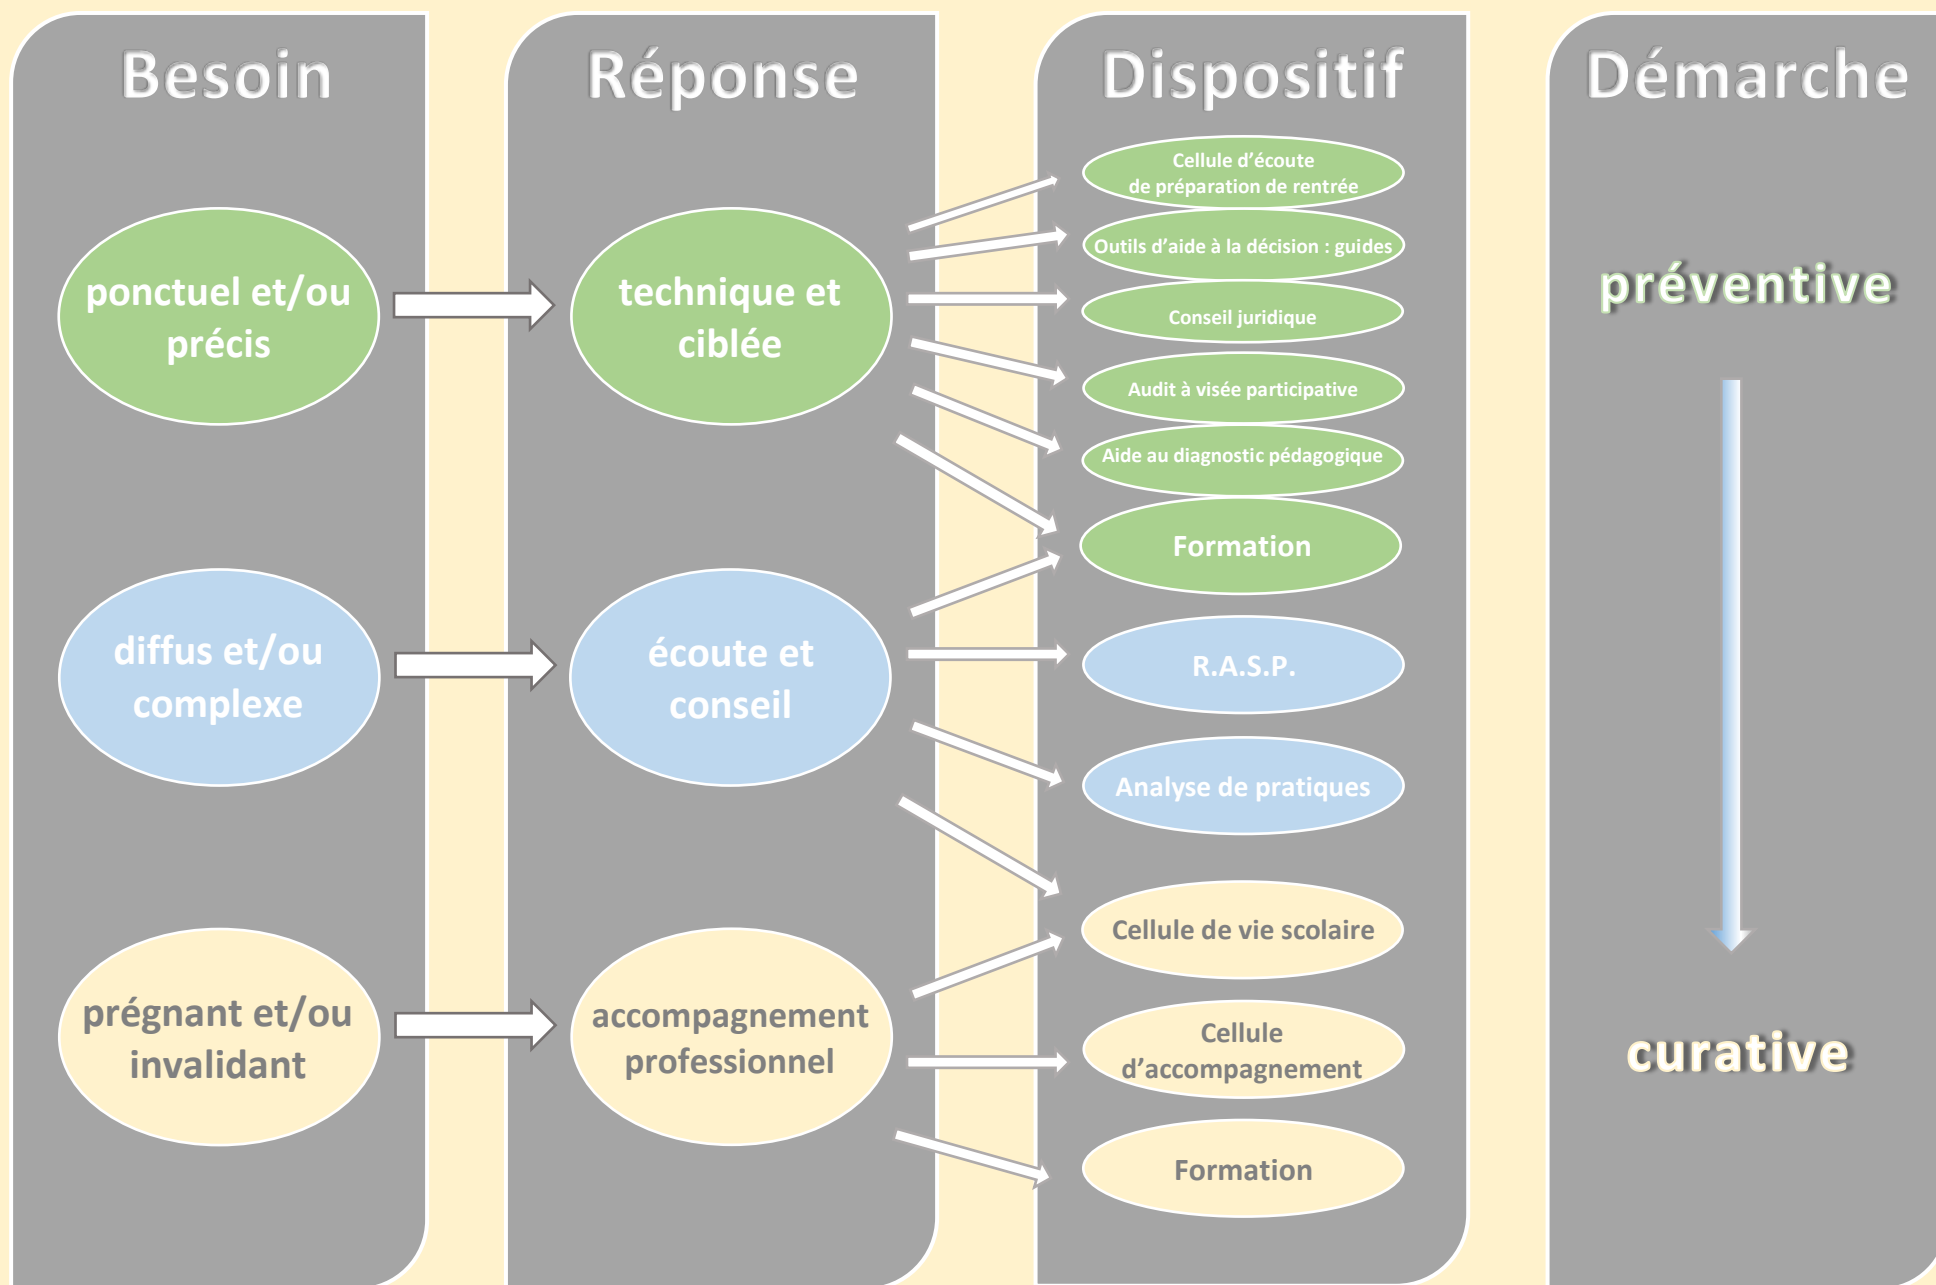 Besoin
Réponse
Dispositif
Démarche
ponctuel et/ou
précis
technique et
ciblée
Cellule d'écoute
de préparation de rentrée
Outils d'aide à la décision : guides
Conseil juridique
Audit à visée participative
Aide au diagnostic pédagogique
Formation
préventive
diffus et/ou
complexe
écoute et
conseil
R.A.S.P.
Analyse de pratiques
prégnant et/ou
invalidant
accompagnement
professionnel
Cellule de vie scolaire
Cellule
d'accompagnement
Formation
curative